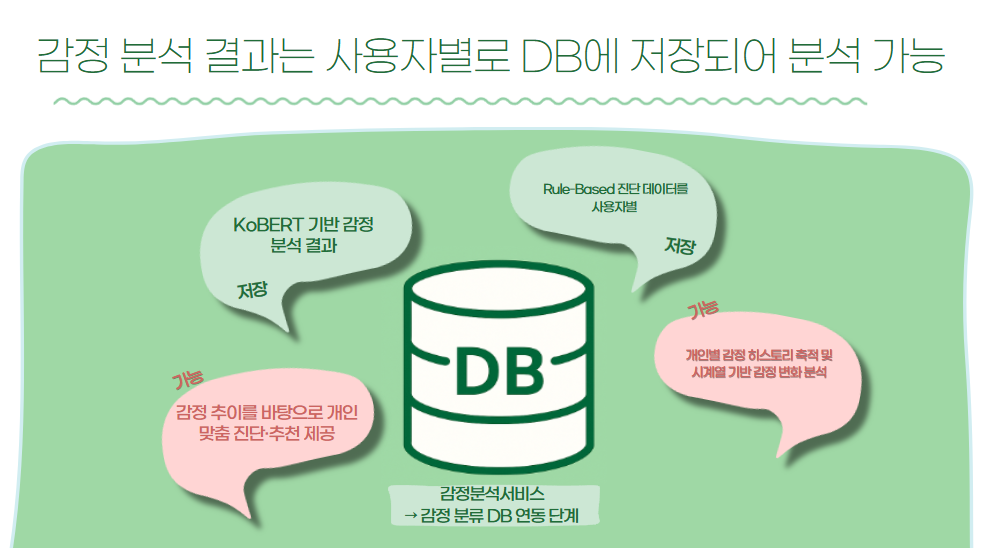 감정 분석 결과는 사용자별로 DB에 저장되어 분석 가능
KoBERT 기반 감정
분석 결과
저장
Rule-Based 진단 데이터를
사용자별
저장
가능
감정 추이를 바탕으로 개인
맞춤 진단·추천 제공
DB
가능
개인별 감정 히스토리 축적 및
시계열 기반 감정 변화 분석
감정분석서비스
→ 감정 분류 DB 연동 단계